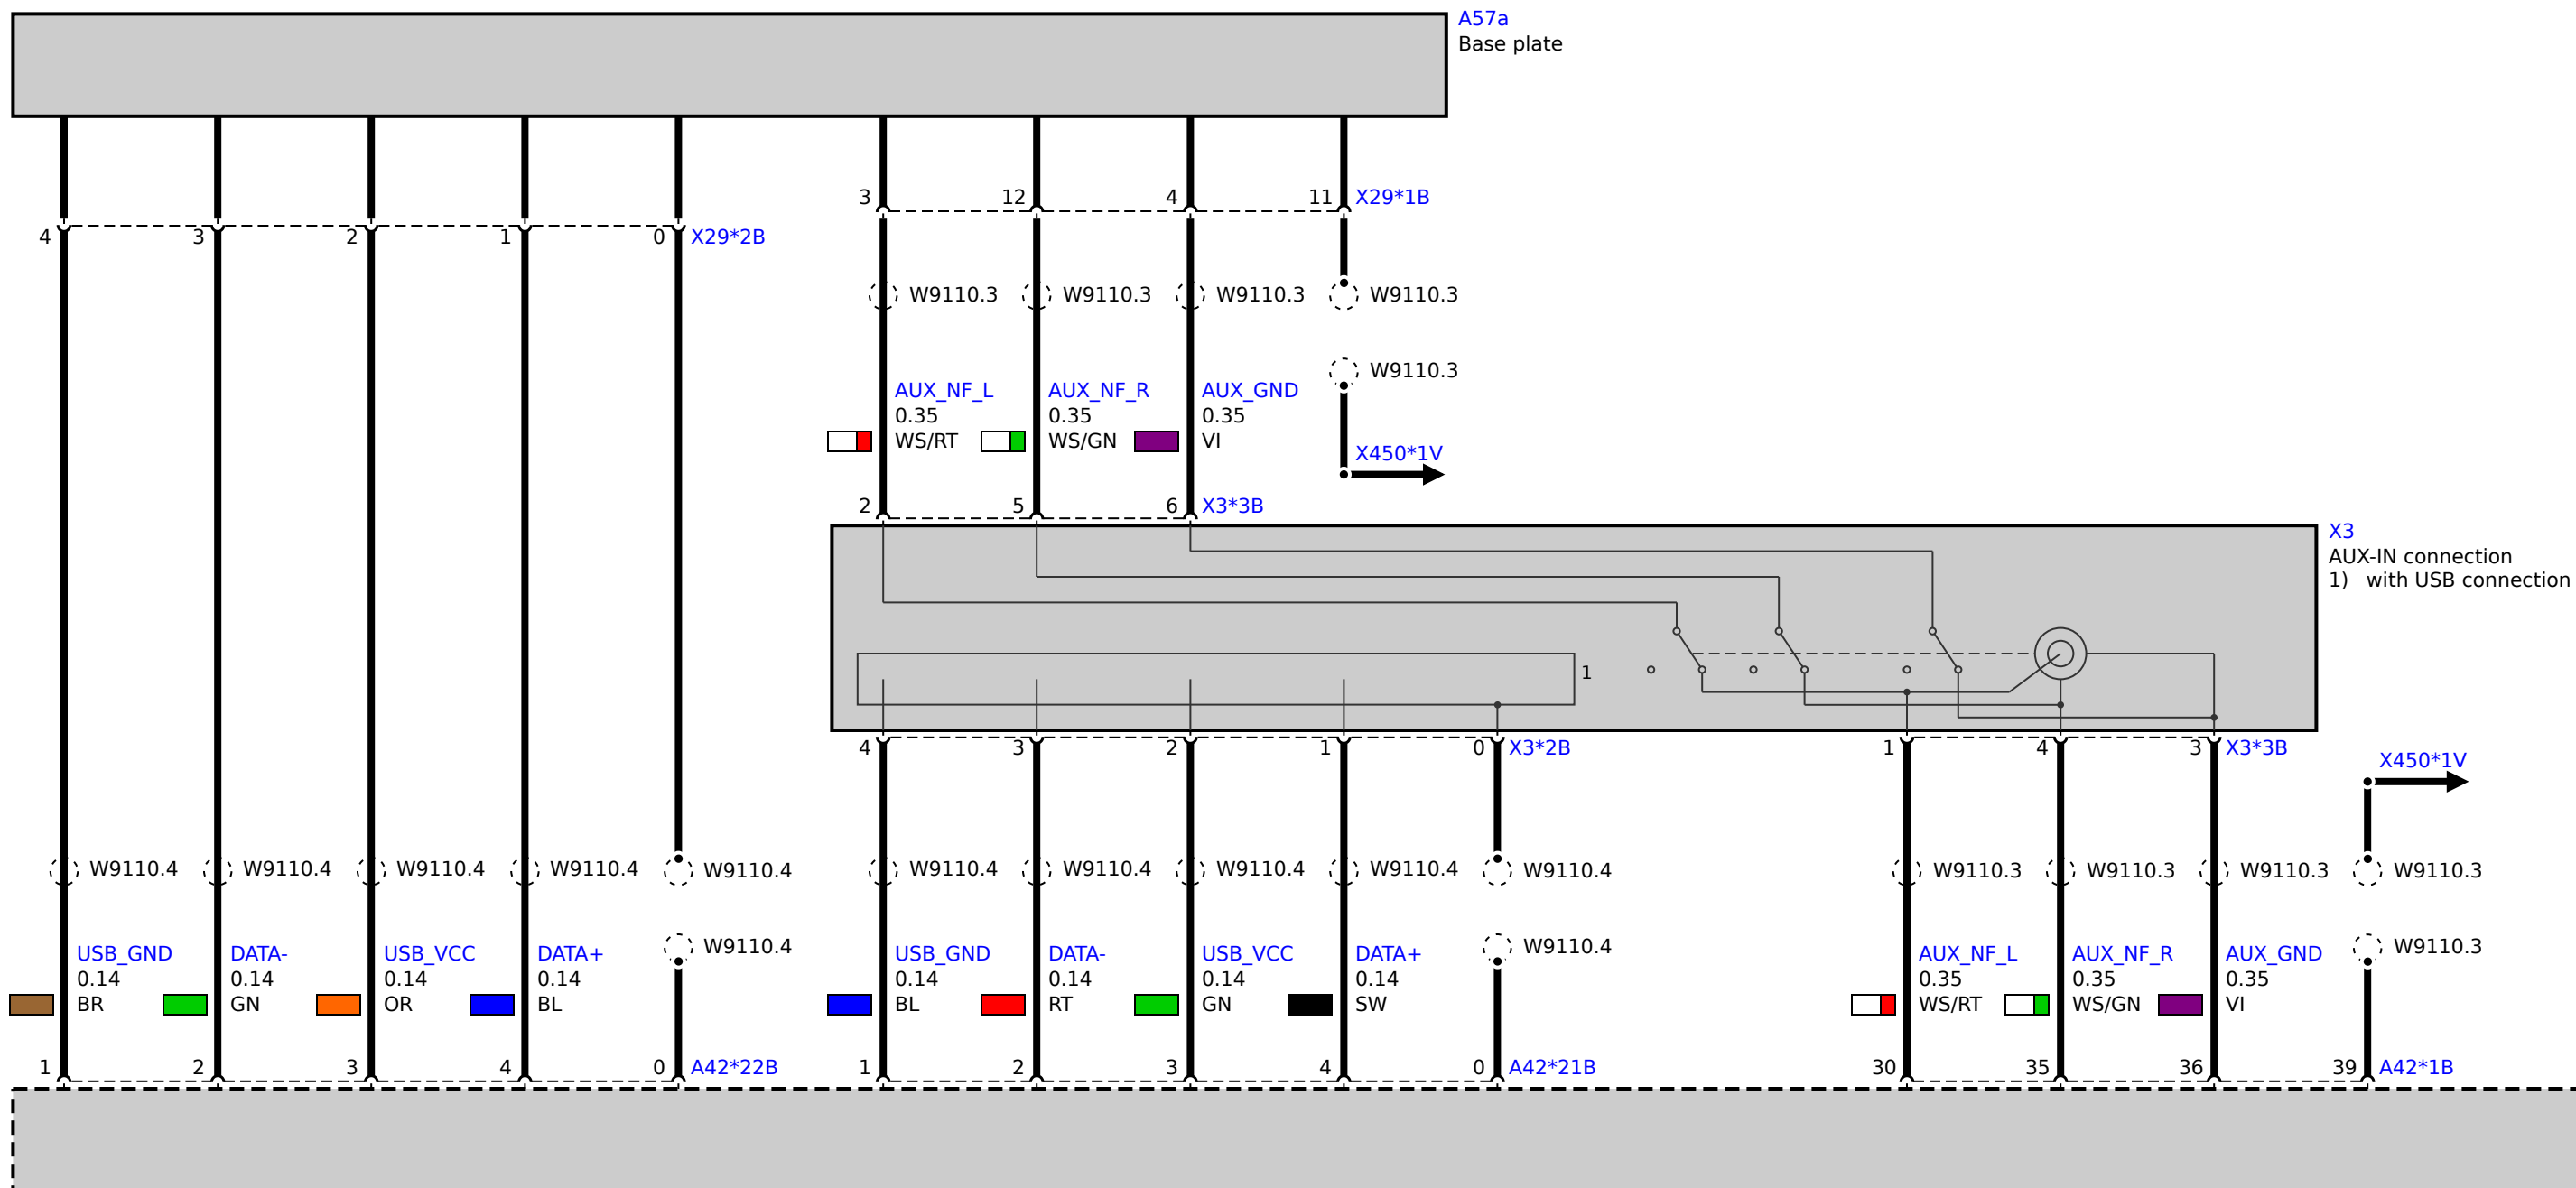 A57a
Base plate
3 12 4 11 X29*1B
4 3 2 1 0 X29*2B
W9110.3 W9110.3 W9110.3 W9110.3
W9110.3
AUX_NF_L AUX_NF_R AUX_GND
0.35 0.35 0.35
WS/RT WS/GN VI
X450*1V
2 5 6 X3*3B
X3
AUX-IN connection
1) with USB connection
1
4 3 2 1 0 X3*2B 1 4 3 X3*3B
X450*1V
W9110.4 W9110.4 W9110.4 W9110.4 W9110.4 W9110.4 W9110.4 W9110.4 W9110.4 W9110.4 W9110.3 W9110.3 W9110.3 W9110.3
W9110.4 W9110.4 W9110.3
USB_GND DATA- USB_VCC DATA+ USB_GND DATA- USB_VCC DATA+ AUX_NF_L AUX_NF_R AUX_GND
0.14 0.14 0.14 0.14 0.14 0.14 0.14 0.14 0.35 0.35 0.35
BR GN OR BL BL RT GN SW WS/RT WS/GN VI
1 2 3 4 0 A42*22B 1 2 3 4 0 A42*21B 30 35 36 39 A42*1B